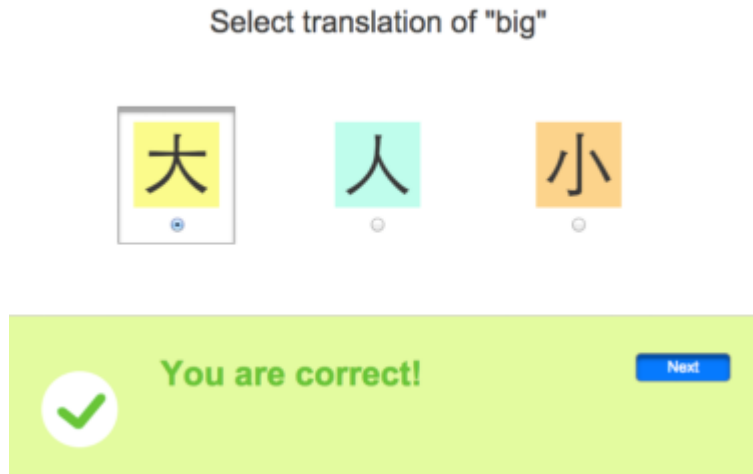 Select translation of "big"
大 人 小
You are correct!
Next